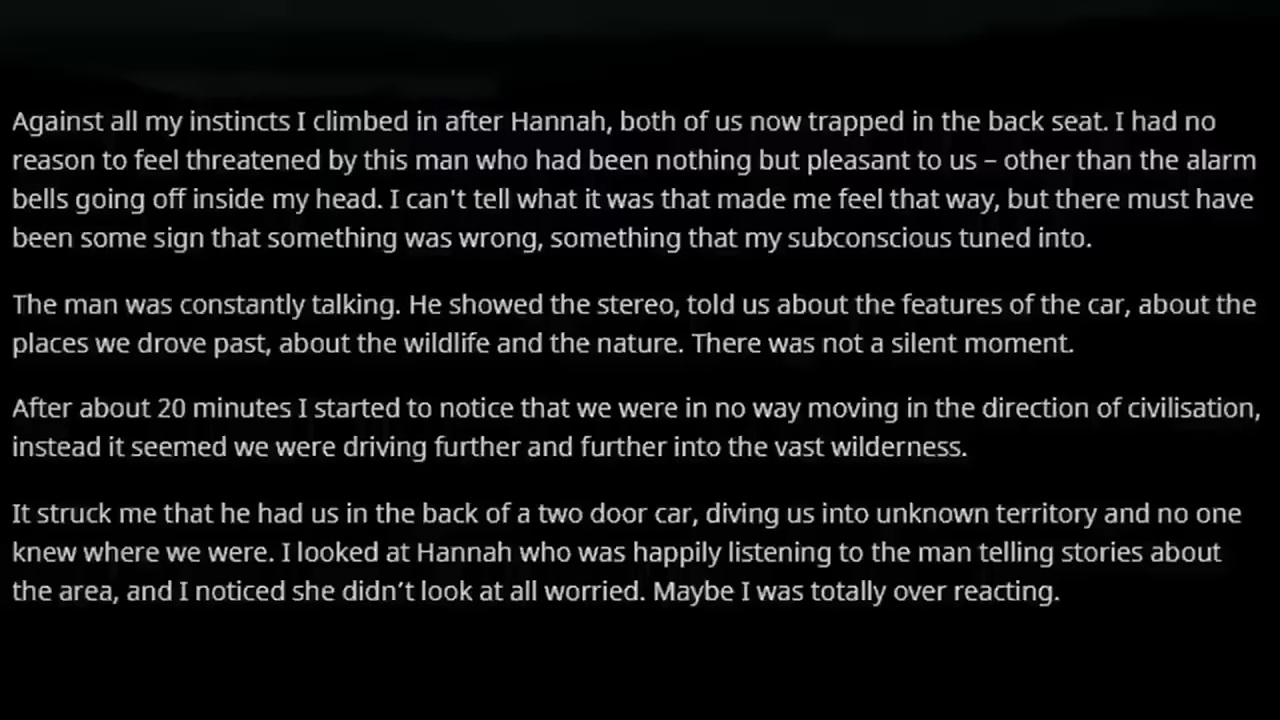 Against all my instincts I climbed in after Hannah, both of us now trapped in the back seat. I had no
reason to feel threatened by this man who had been nothing but pleasant to us – other than the alarm
bells going off inside my head. I can't tell what it was that made me feel that way, but there must have
been some sign that something was wrong, something that my subconscious tuned into.
The man was constantly talking. He showed the stereo, told us about the features of the car, about the
places we drove past, about the wildlife and the nature. There was not a silent moment.
After about 20 minutes I started to notice that we were in no way moving in the direction of civilisation,
instead it seemed we were driving further and further into the vast wilderness.
It struck me that he had us in the back of a two door car, diving us into unknown territory and no one
knew where we were. I looked at Hannah who was happily listening to the man telling stories about
the area, and I noticed she didn’t look at all worried. Maybe I was totally over reacting.